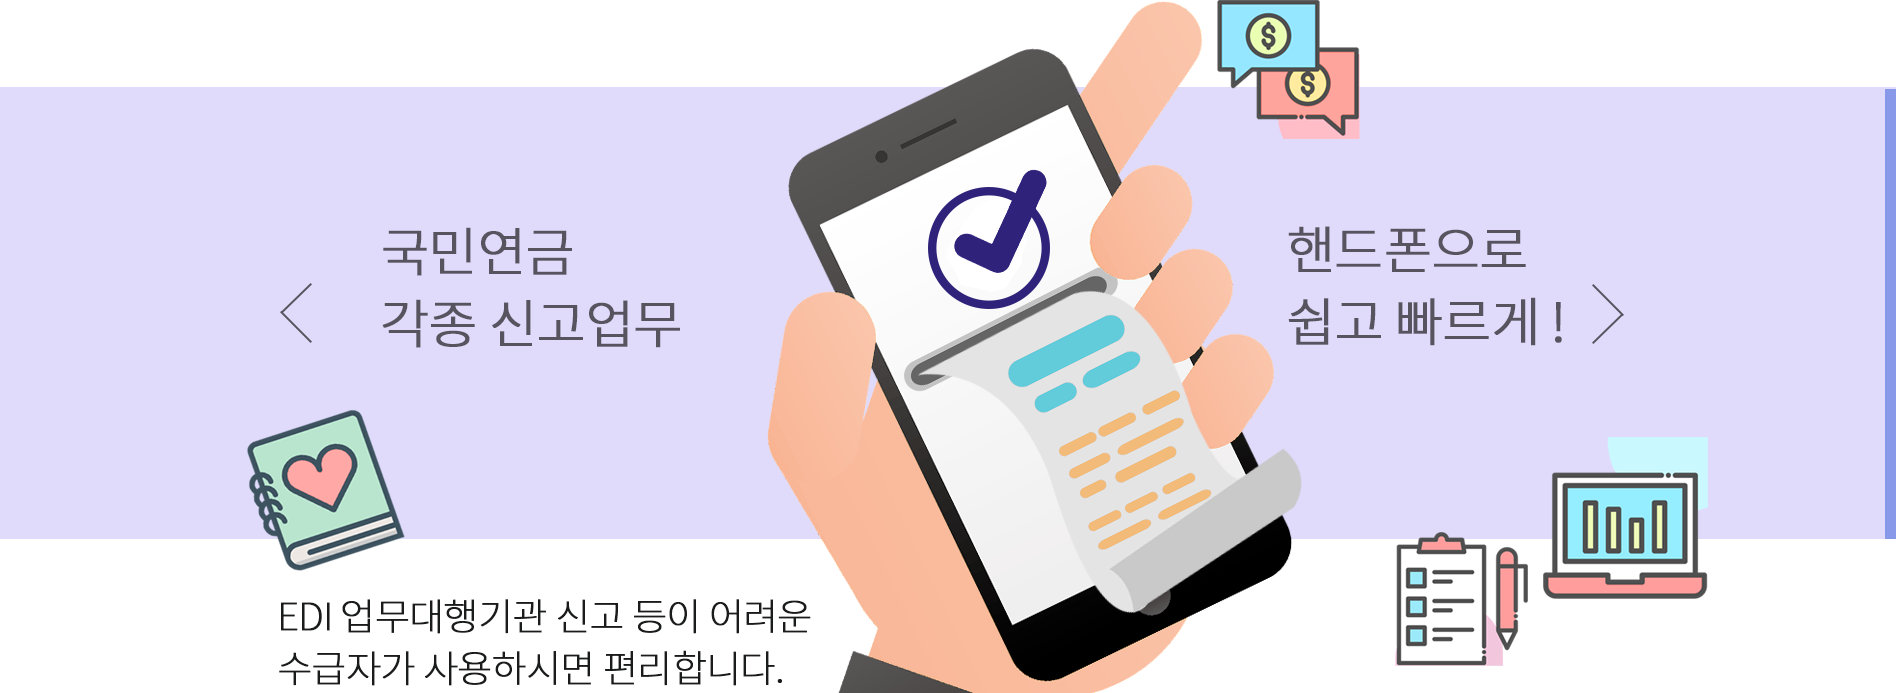 국민연금
각종 신고업무
핸드폰으로
쉽고 빠르게 !
EDI 업무대행기관 신고 등이 어려운
수급자가 사용하시면 편리합니다.